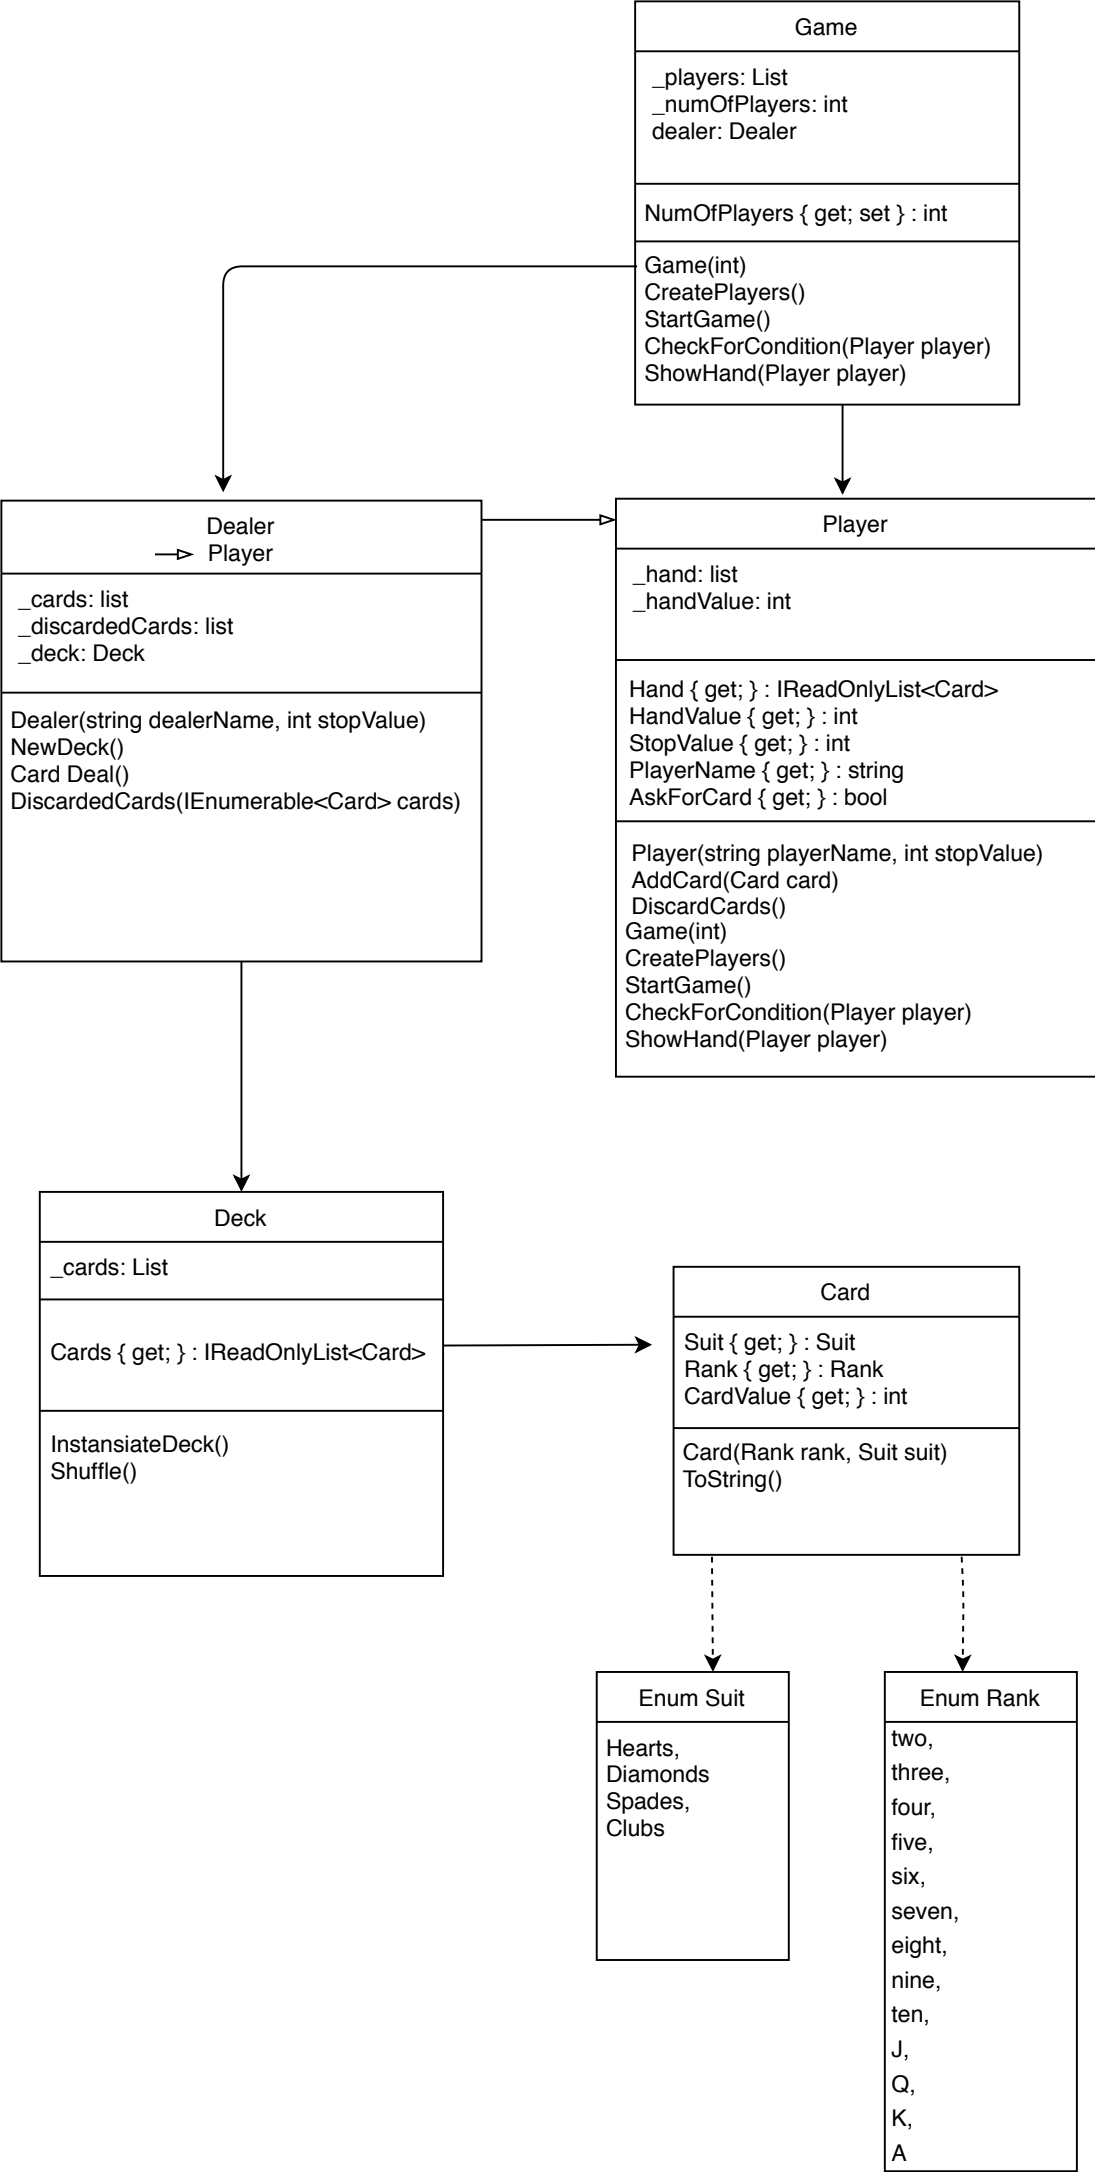 Game
_players: List
_numOfPlayers: int
dealer: Dealer
NumOfPlayers { get; set } : int
Game(int)
CreatePlayers()
StartGame()
CheckForCondition(Player player)
ShowHand(Player player)
Dealer
Player
_cards: list
_discardedCards: list
_deck: Deck
Dealer(string dealerName, int stopValue)
NewDeck()
Card Deal()
DiscardedCards(IEnumerable<Card> cards)
Player
_hand: list
_handValue: int
Hand { get; } : IReadOnlyList<Card>
HandValue { get; } : int
StopValue { get; } : int
PlayerName { get; } : string
AskForCard { get; } : bool
Player(string playerName, int stopValue)
AddCard(Card card)
DiscardCards()
Game(int)
CreatePlayers()
StartGame()
CheckForCondition(Player player)
ShowHand(Player player)
Deck
_cards: List
Cards { get; } : IReadOnlyList<Card>
InstansiateDeck()
Shuffle()
Card
Suit { get; } : Suit
Rank { get; } : Rank
CardValue { get; } : int
Card(Rank rank, Suit suit)
ToString()
Enum Suit
Hearts,
Diamonds
Spades,
Clubs
Enum Rank
two,
three,
four,
five,
six,
seven,
eight,
nine,
ten,
J,
Q,
K,
A